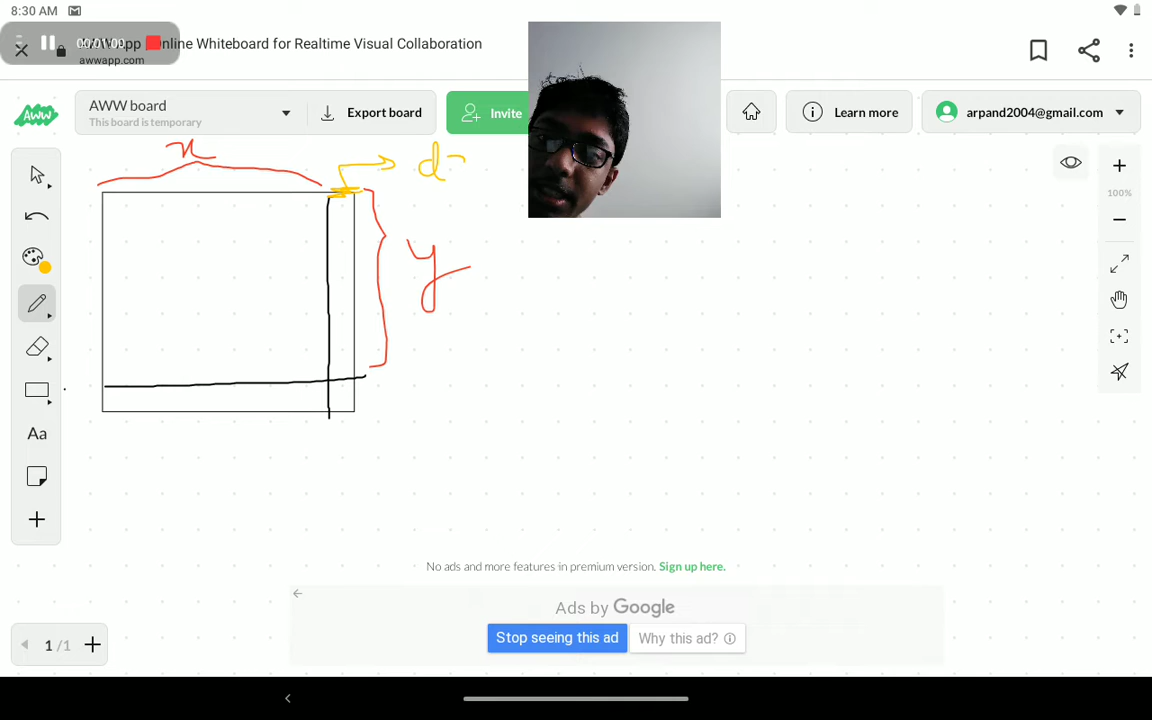 8:30 AM
Online Whiteboard for Realtime Visual Collaboration
awwapp.com
AWW
AWW board
This board is temporary
Export board
Invite
Learn more
arpand2004@gmail.com
100%
x
y
Aa
No ads and more features in premium version. Sign up here.
Ads by Google
Stop seeing this ad
Why this ad?
1 /1